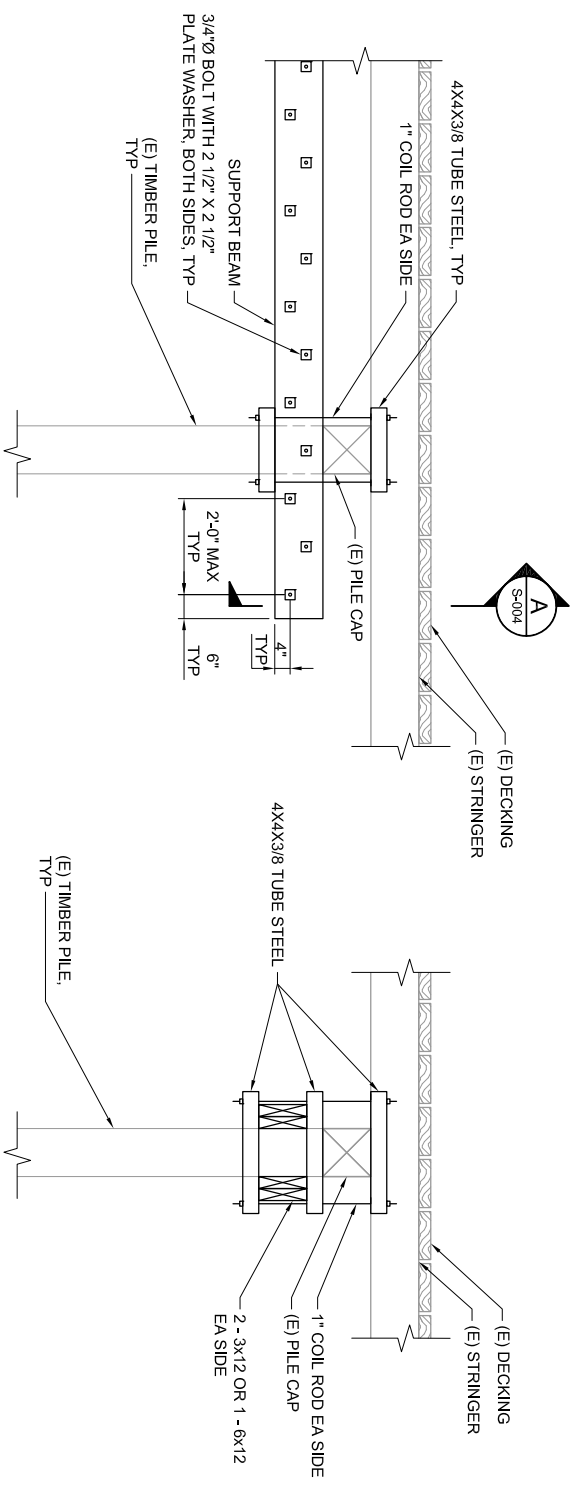 4X4X3/8 TUBE STEEL, TYP
1" COIL ROD EA SIDE
SUPPORT BEAM
3/4"Ø BOLT WITH 2 1/2" X 2 1/2"
PLATE WASHER, BOTH SIDES, TYP
(E) TIMBER PILE,
TYP
A
S-004
(E) DECKING
(E) STRINGER
(E) PILE CAP
2'-0" MAX
TYP
6"
TYP
4"
TYP
4X4X3/8 TUBE STEEL
(E) TIMBER PILE,
TYP
(E) DECKING
(E) STRINGER
1" COIL ROD EA SIDE
(E) PILE CAP
2 - 3x12 OR 1 - 6x12
EA SIDE